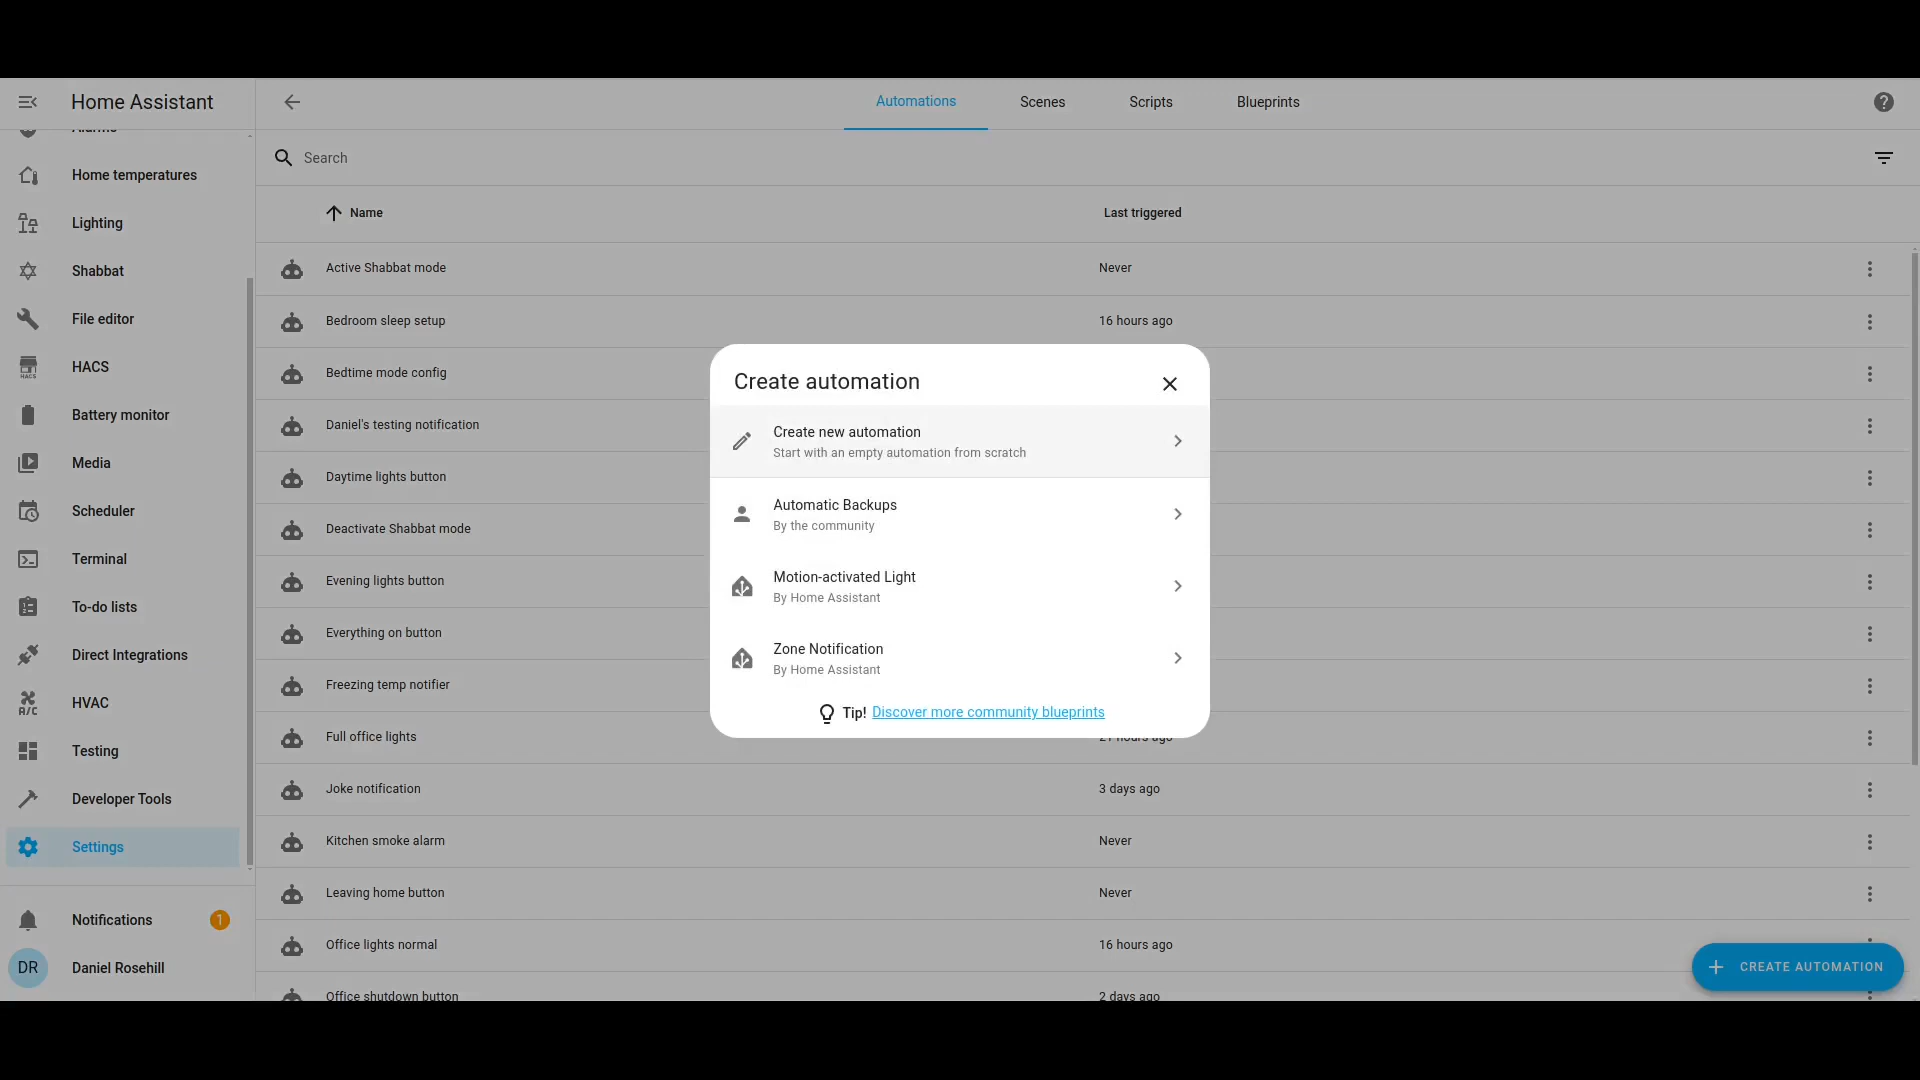 Home Assistant
Automations
Scenes
Scripts
Blueprints
Alarms
Home temperatures
Lighting
Shabbat
File editor
HACS
HACS
Battery monitor
Media
Scheduler
Terminal
To-do lists
Direct Integrations
A/C
HVAC
Testing
Developer Tools
Settings
Notifications
1
DR
Daniel Rosehill
Search
Name
Last triggered
Active Shabbat mode
Never
Bedroom sleep setup
16 hours ago
Bedtime mode config
Daniel's testing notification
Daytime lights button
Deactivate Shabbat mode
Evening lights button
Everything on button
Freezing temp notifier
Full office lights
21 hours ago
Joke notification
3 days ago
Kitchen smoke alarm
Never
Leaving home button
Never
Office lights normal
16 hours ago
Office shutdown button
2 days ago
Create automation
Create new automation
Start with an empty automation from scratch
Automatic Backups
By the community
Motion-activated Light
By Home Assistant
Zone Notification
By Home Assistant
Tip! Discover more community blueprints
CREATE AUTOMATION